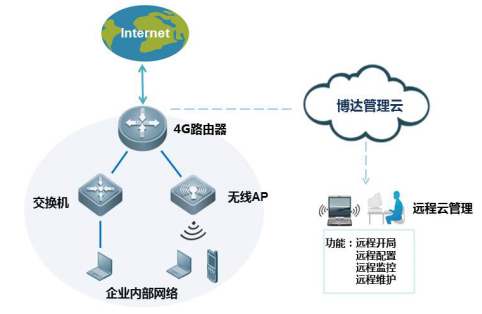 Internet
博达管理云
4G路由器
交换机
无线AP
远程云管理
功能：远程开局
远程配置
远程监控
远程维护
企业内部网络